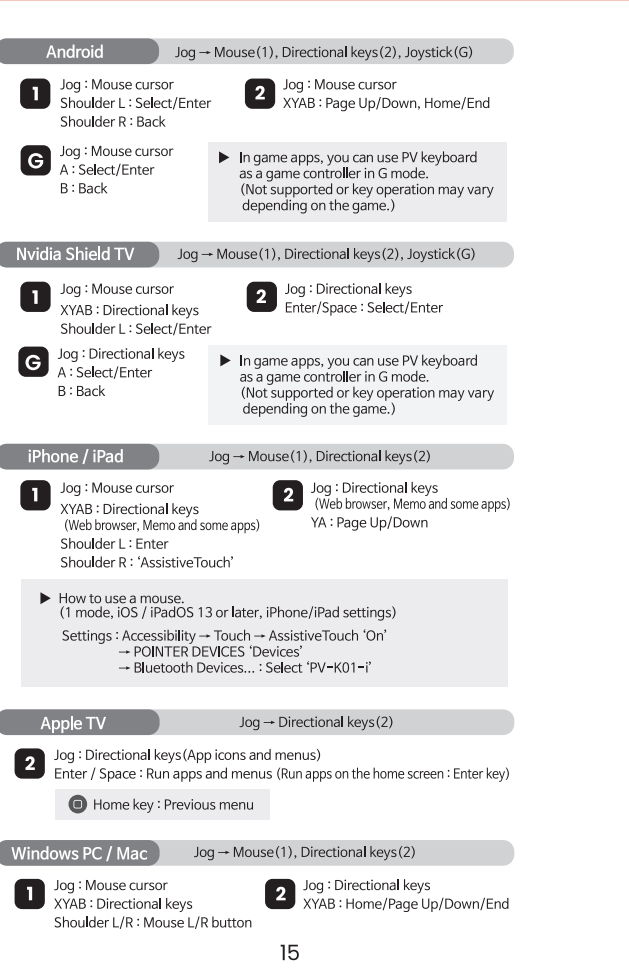 Android Jog → Mouse(1), Directional keys(2), Joystick(G)
1 Jog : Mouse cursor
Shoulder L : Select/Enter
Shoulder R : Back
2 Jog : Mouse cursor
XYAB : Page Up/Down, Home/End
G Jog : Mouse cursor
A : Select/Enter
B : Back
▶ In game apps, you can use PV keyboard
as a game controller in G mode.
(Not supported or key operation may vary
depending on the game.)
Nvidia Shield TV Jog → Mouse(1), Directional keys(2), Joystick(G)
1 Jog : Mouse cursor
XYAB : Directional keys
Shoulder L : Select/Enter
2 Jog : Directional keys
Enter/Space : Select/Enter
G Jog : Directional keys
A : Select/Enter
B : Back
▶ In game apps, you can use PV keyboard
as a game controller in G mode.
(Not supported or key operation may vary
depending on the game.)
iPhone / iPad Jog → Mouse(1), Directional keys(2)
1 Jog : Mouse cursor
XYAB : Directional keys
(Web browser, Memo and some apps)
Shoulder L : Enter
Shoulder R : ‘AssistiveTouch’
2 Jog : Directional keys
(Web browser, Memo and some apps)
YA : Page Up/Down
▶ How to use a mouse.
(1 mode, iOS / iPadOS 13 or later, iPhone/iPad settings)
Settings : Accessibility → Touch → AssistiveTouch ‘On’
→ POINTER DEVICES ‘Devices’
→ Bluetooth Devices... : Select ‘PV-K01-i’
Apple TV Jog → Directional keys(2)
2 Jog : Directional keys(App icons and menus)
Enter / Space : Run apps and menus (Run apps on the home screen : Enter key)
Home key : Previous menu
Windows PC / Mac Jog → Mouse(1), Directional keys(2)
1 Jog : Mouse cursor
XYAB : Directional keys
Shoulder L/R : Mouse L/R button
2 Jog : Directional keys
XYAB : Home/Page Up/Down/End
15